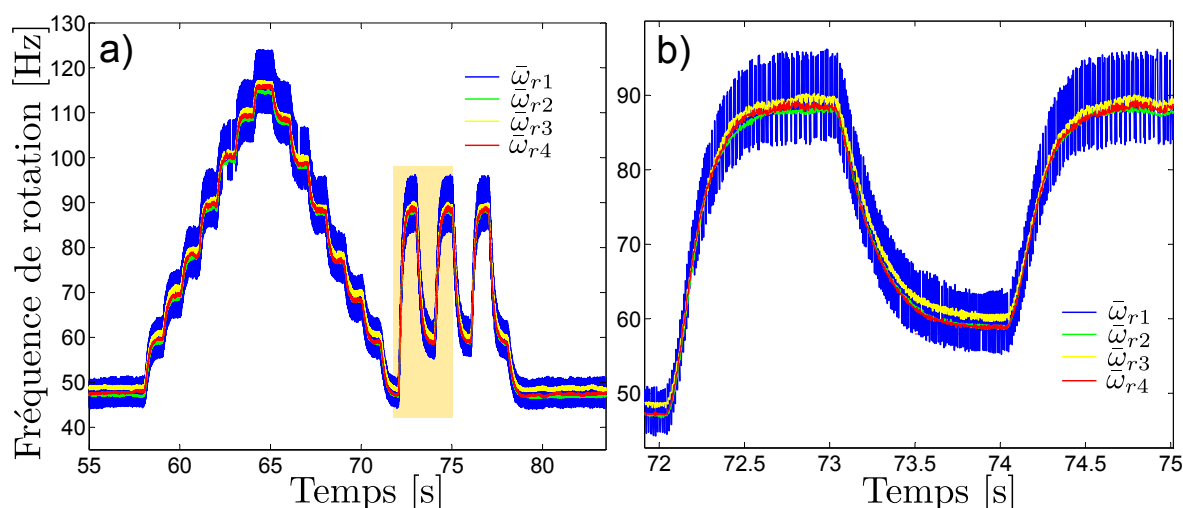 Fréquence de rotation [Hz]
a)
130
120
110
100
90
80
70
60
50
40
ω̄r1
ω̄r2
ω̄r3
ω̄r4
55
60
65
70
75
80
Temps [s]
b)
90
80
70
60
50
ω̄r1
ω̄r2
ω̄r3
ω̄r4
72
72.5
73
73.5
74
74.5
75
Temps [s]